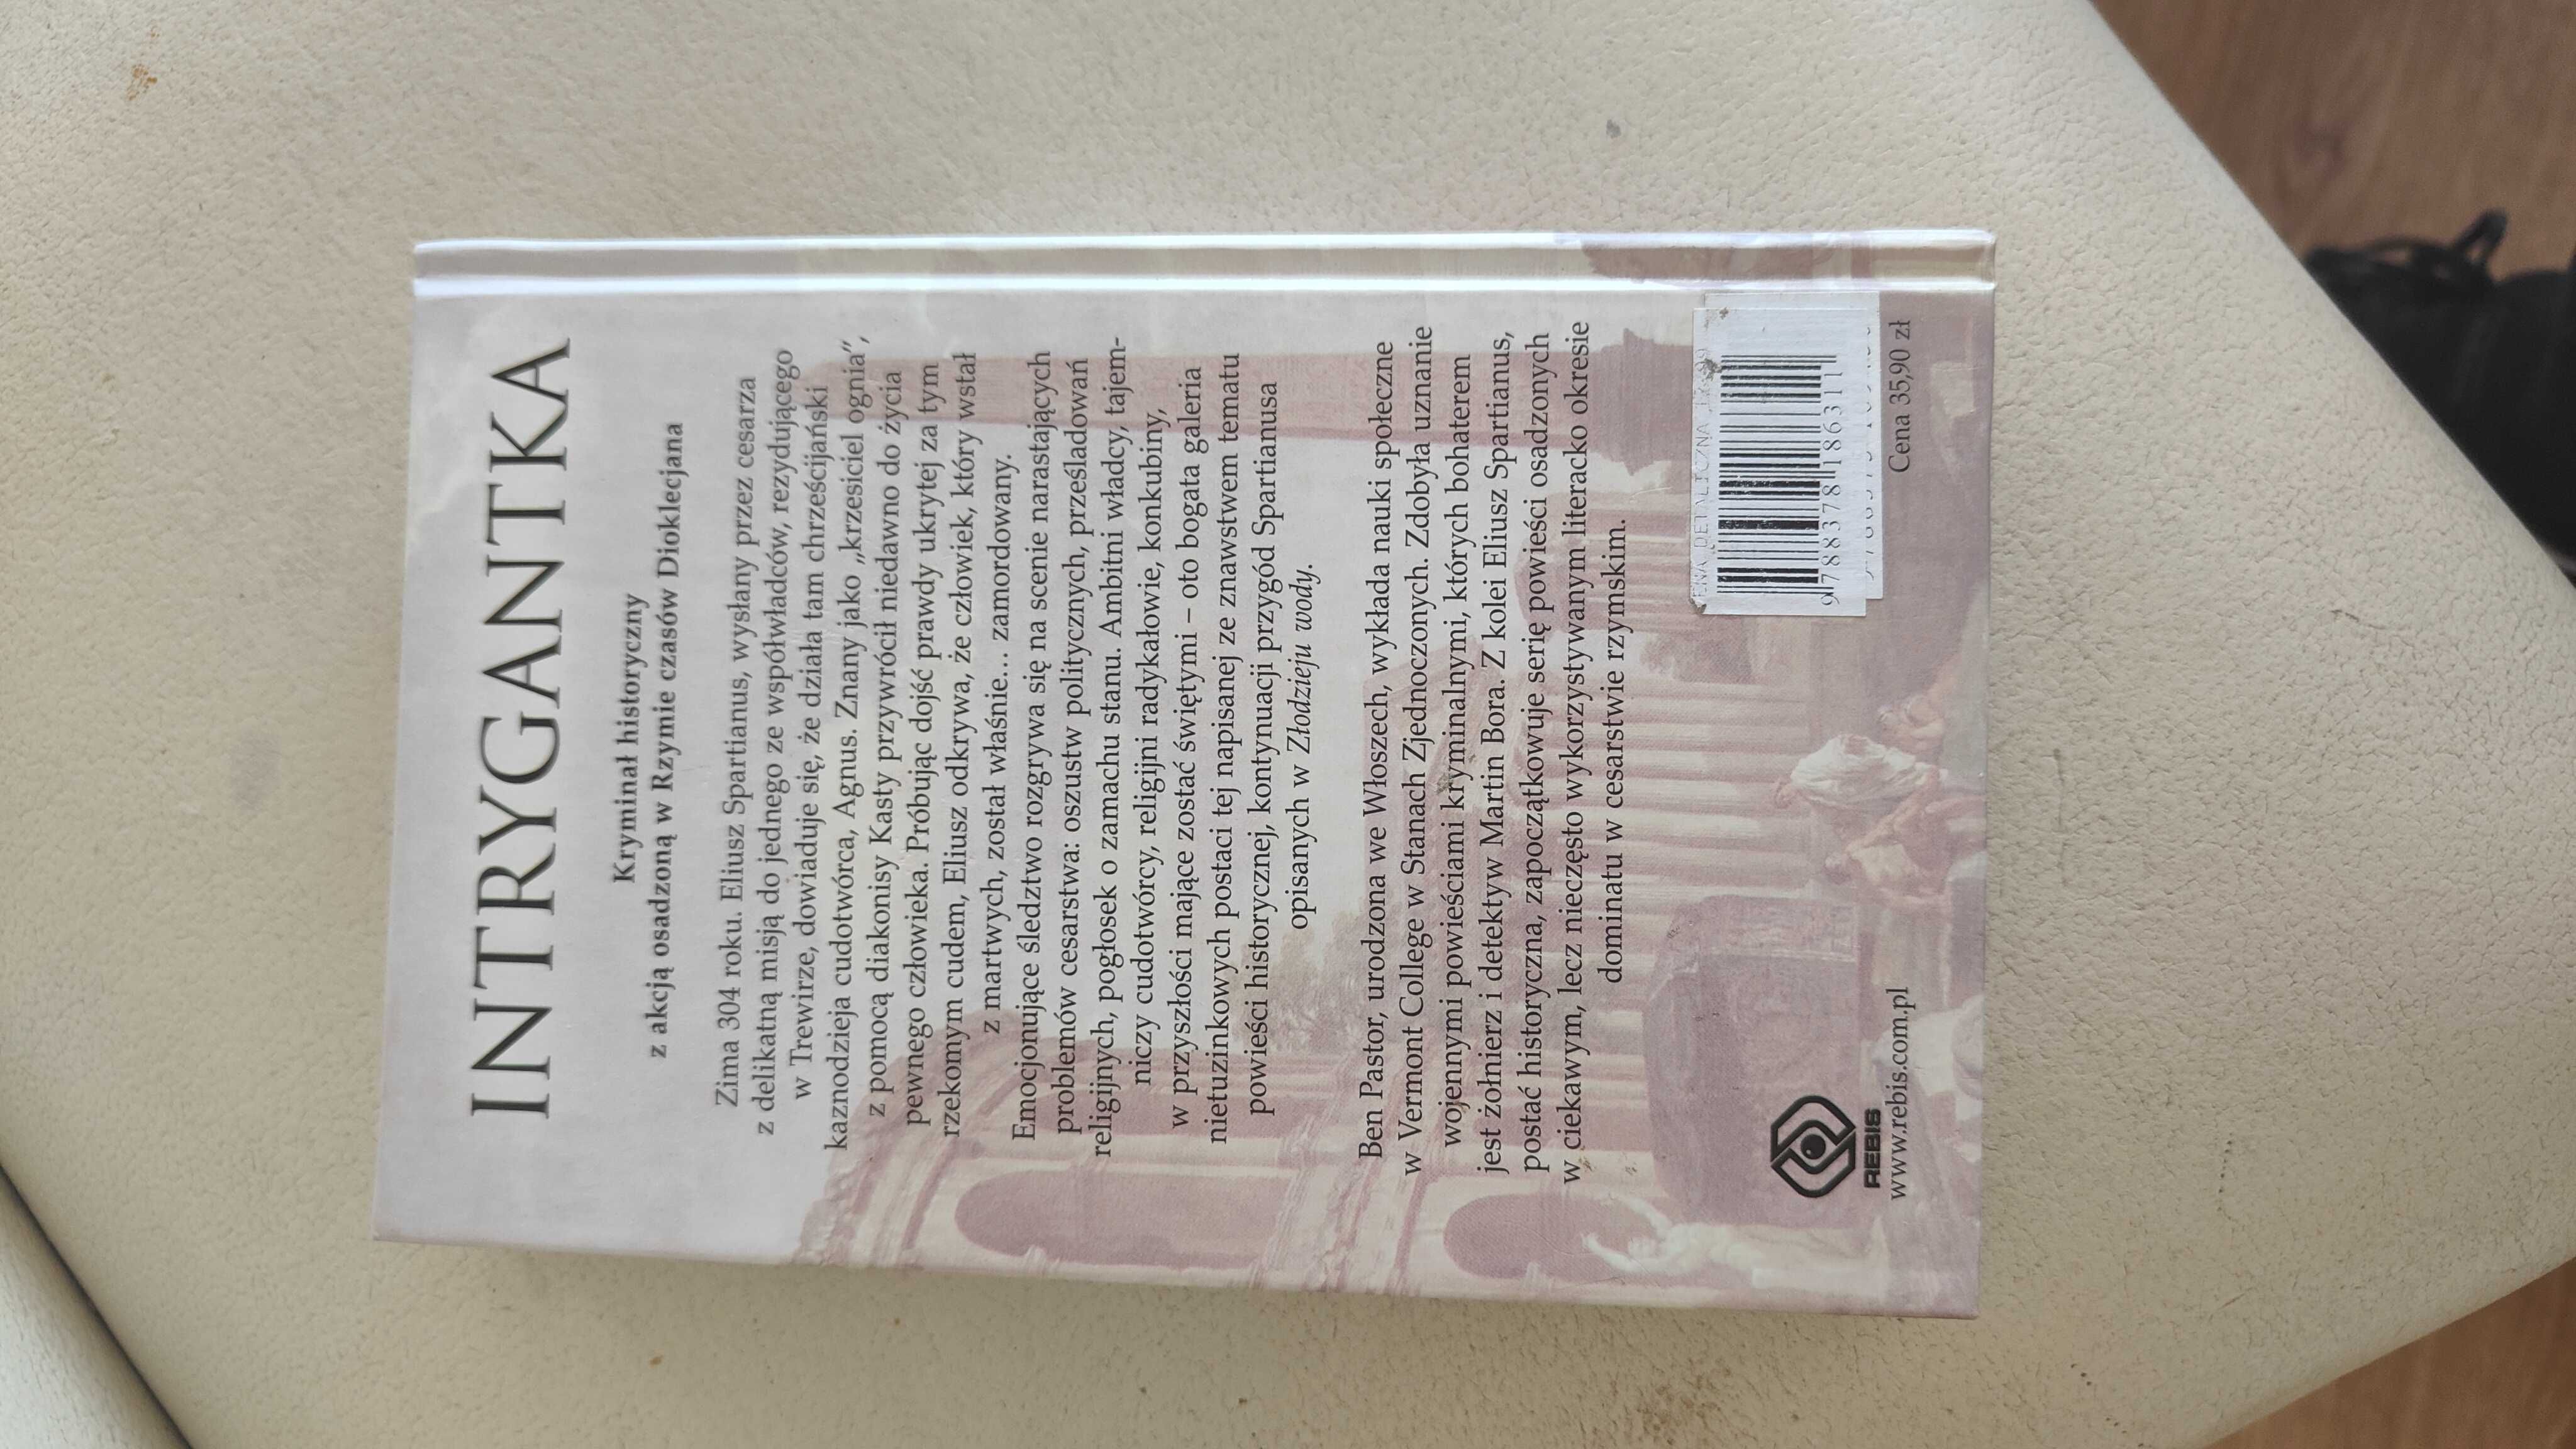 INTRYGANTKA
Kryminał historyczny
z akcją osadzoną w Rzymie czasów Dioklecjana
Zima 304 roku. Eliusz Spartianus, wysłany przez cesarza
z delikatną misją do jednego ze współwładców, rezydującego
w Trewirze, dowiaduje się, że działa tam chrześcijański
kaznodzieja cudotwórca, Agnus. Znany jako „krzesiciel ognia”,
z pomocą diakonisy Kasty przywrócił niedawno do życia
pewnego człowieka. Próbując dojść prawdy ukrytej za tym
rzekomym cudem, Eliusz odkrywa, że człowiek, który wstał
z martwych, został właśnie... zamordowany.
Emocjonujące śledztwo rozgrywa się na scenie narastających
problemów cesarstwa: oszustw politycznych, prześladowań
religijnych, pogłosek o zamachu stanu. Ambitni władcy, tajem-
niczy cudotwórcy, religijni radykałowie, konkubiny,
w przyszłości mające zostać świętymi – oto bogata galeria
nietuzinkowych postaci tej napisanej ze znawstwem tematu
powieści historycznej, kontynuacji przygód Spartianusa
opisanych w Złodzieju wody.
Ben Pastor, urodzona we Włoszech, wykłada nauki społeczne
w Vermont College w Stanach Zjednoczonych. Zdobyła uznanie
wojennymi powieściami kryminalnymi, których bohaterem
jest żołnierz i detektyw Martin Bora. Z kolei Eliusz Spartianus,
postać historyczna, zapoczątkowuje serię powieści osadzonych
w ciekawym, lecz nieczęsto wykorzystywanym literacko okresie
dominatu w cesarstwie rzymskim.
DETALICZNA
9 788378 186311
REBIS
www.rebis.com.pl
Cena 35,90 zł